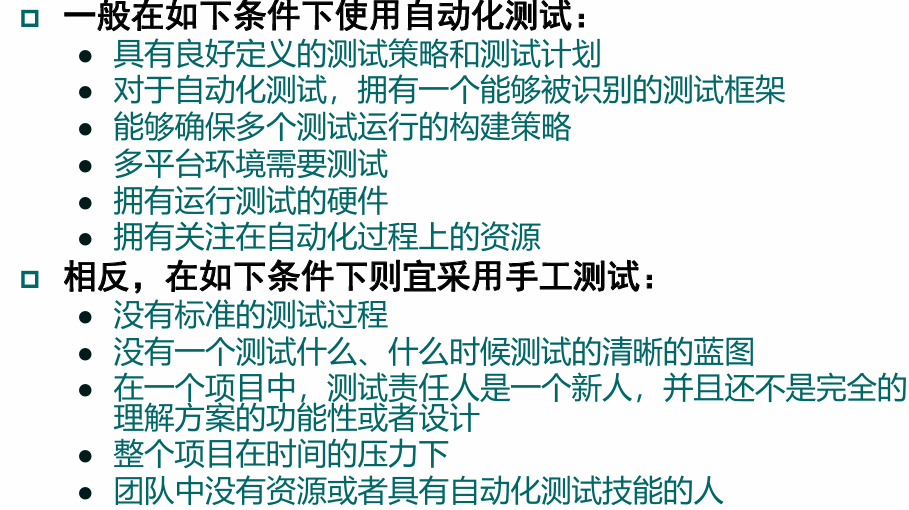 一般在如下条件下使用自动化测试：
具有良好定义的测试策略和测试计划
对于自动化测试，拥有一个能够被识别的测试框架
能够确保多个测试运行的构建策略
多平台环境需要测试
拥有运行测试的硬件
拥有关注在自动化过程上的资源
相反，在如下条件下则宜采用手工测试：
没有标准的测试过程
没有一个测试什么、什么时候测试的清晰的蓝图
在一个项目中，测试责任人是一个新人，并且还不是完全的
理解方案的功能性或者设计
整个项目在时间的压力下
团队中没有资源或者具有自动化测试技能的人